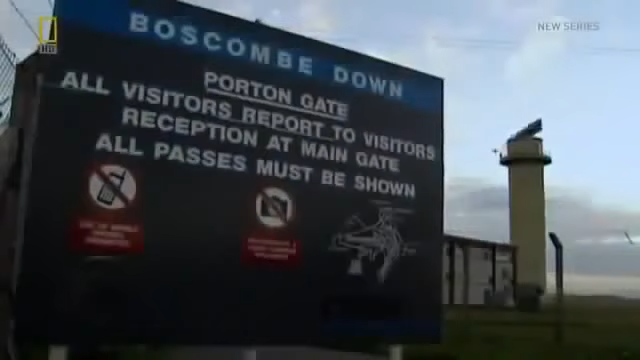 HD
NEW SERIES
BOSCOMBE DOWN
PORTON GATE
ALL VISITORS REPORT TO VISITORS
RECEPTION AT MAIN GATE
ALL PASSES MUST BE SHOWN